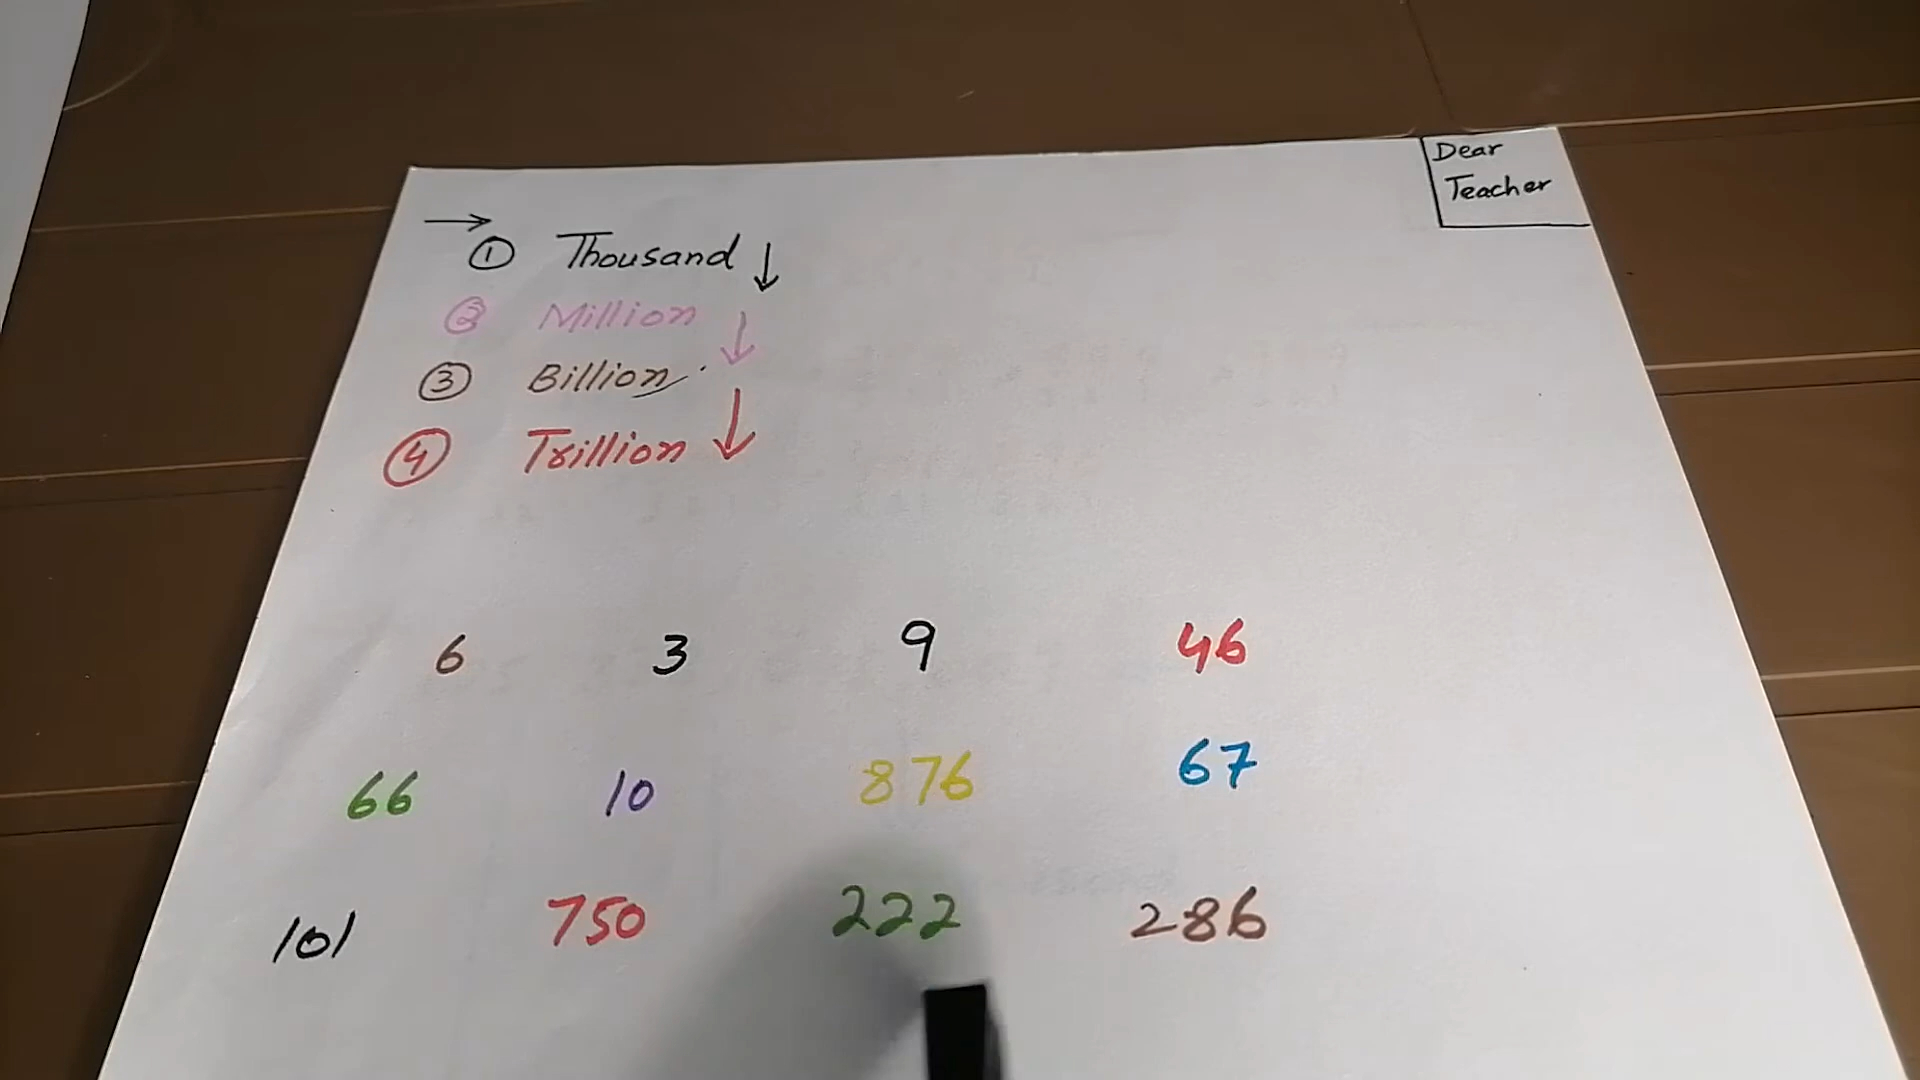 Dear
Teacher
→
① Thousand ↓
② Million ↓
③ Billion
④ Trillion ↓
6 3 9 46
66 10 876 67
101 750 222 286